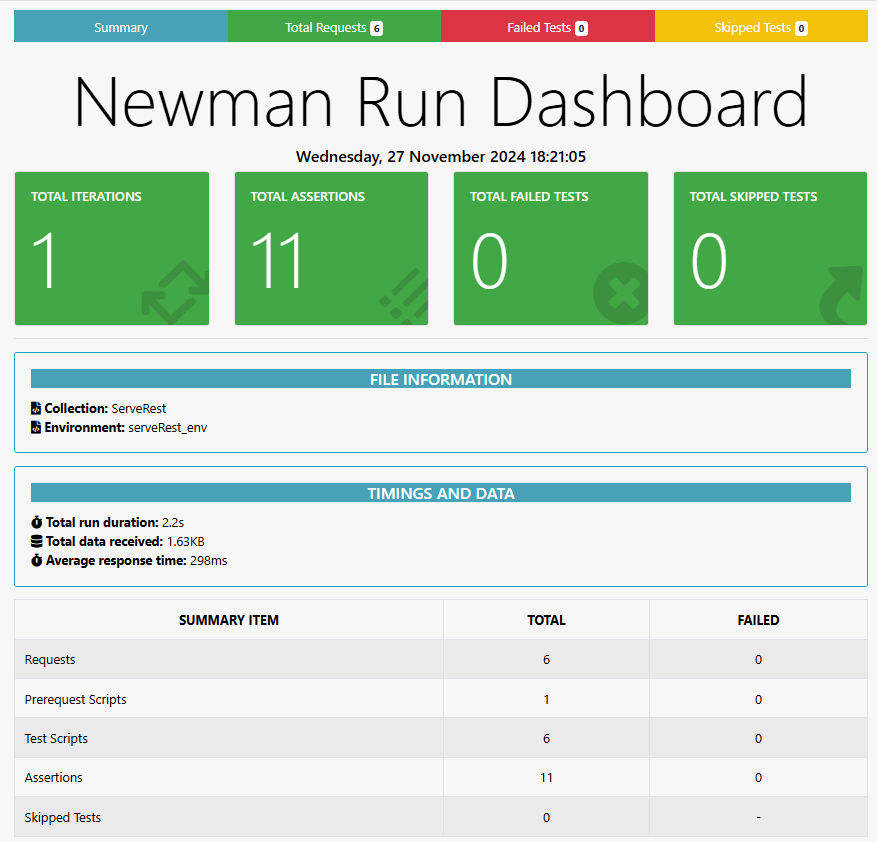 Summary Total Requests 6 Failed Tests 0 Skipped Tests 0
Newman Run Dashboard
Wednesday, 27 November 2024 18:21:05
TOTAL ITERATIONS TOTAL ASSERTIONS TOTAL FAILED TESTS TOTAL SKIPPED TESTS
1 11 0 0
FILE INFORMATION
Collection: ServeRest
Environment: serveRest_env
TIMINGS AND DATA
Total run duration: 2.2s
Total data received: 1.63KB
Average response time: 298ms
SUMMARY ITEM TOTAL FAILED
Requests 6 0
Prerequest Scripts 1 0
Test Scripts 6 0
Assertions 11 0
Skipped Tests 0 -